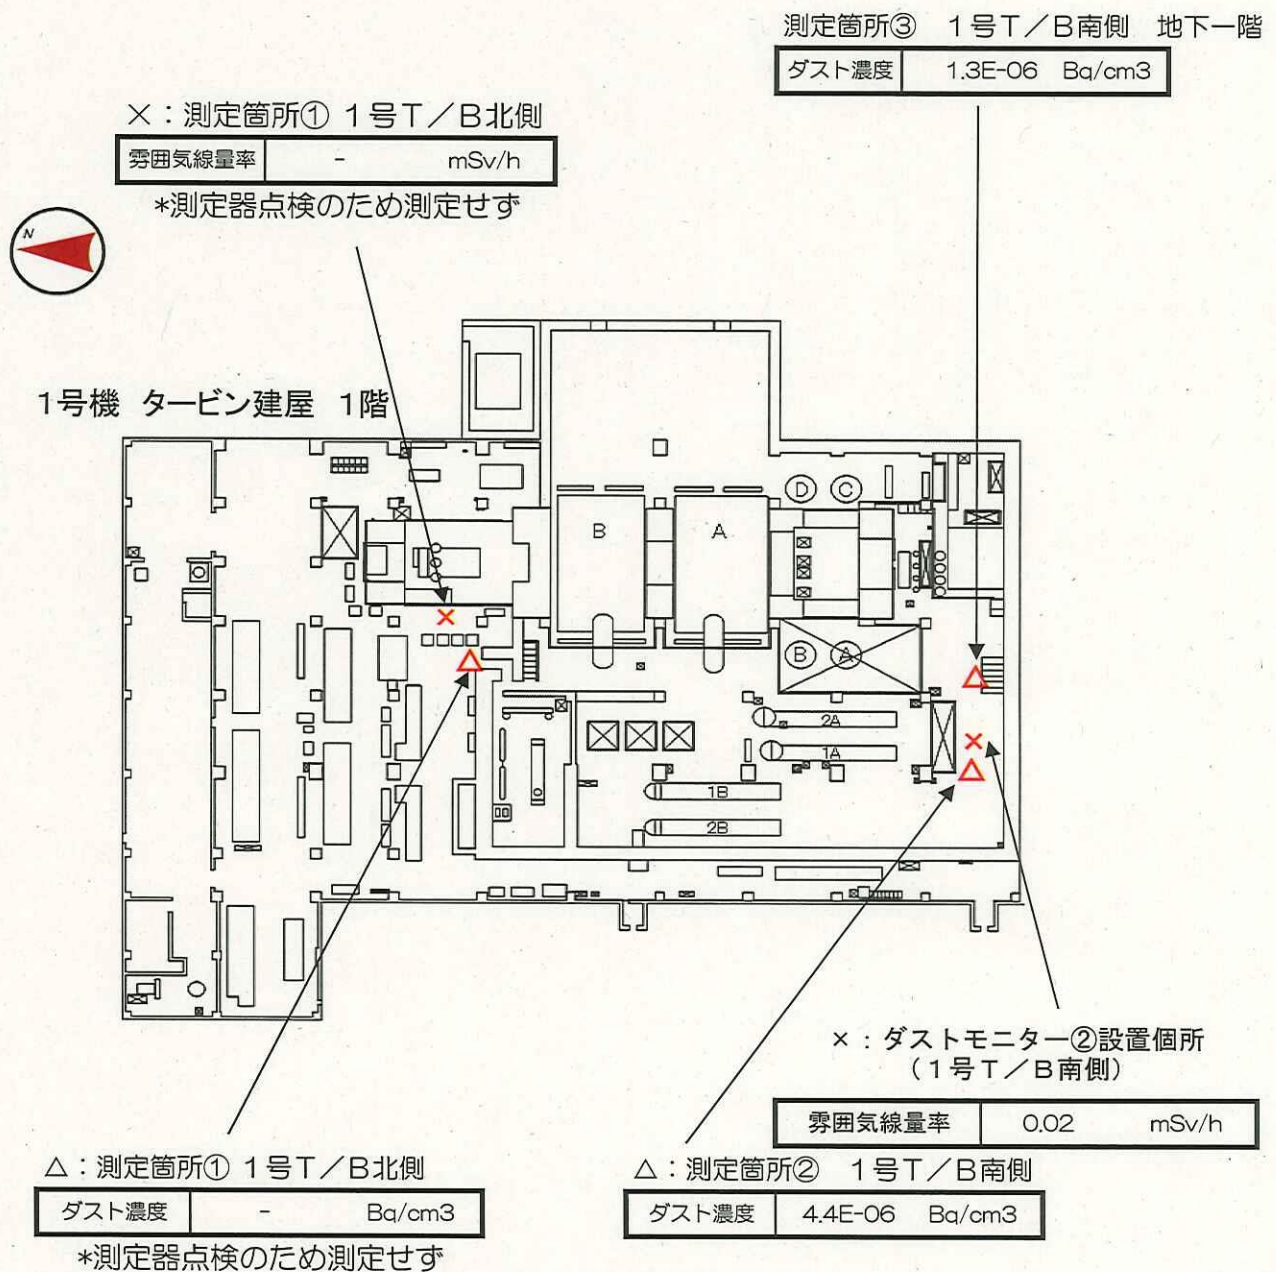 測定箇所③ 1号T／B南側 地下一階
ダスト濃度 1.3E-06 Bq/cm3
×：測定箇所① 1号T／B北側
雰囲気線量率 - mSv/h
*測定器点検のため測定せず
N
1号機 タービン建屋 1階
D C
B A
B A
2A
1A
1B
2B
×：ダストモニター②設置個所
（1号T／B南側）
雰囲気線量率 0.02 mSv/h
△：測定箇所① 1号T／B北側
ダスト濃度 - Bq/cm3
*測定器点検のため測定せず
△：測定箇所② 1号T／B南側
ダスト濃度 4.4E-06 Bq/cm3